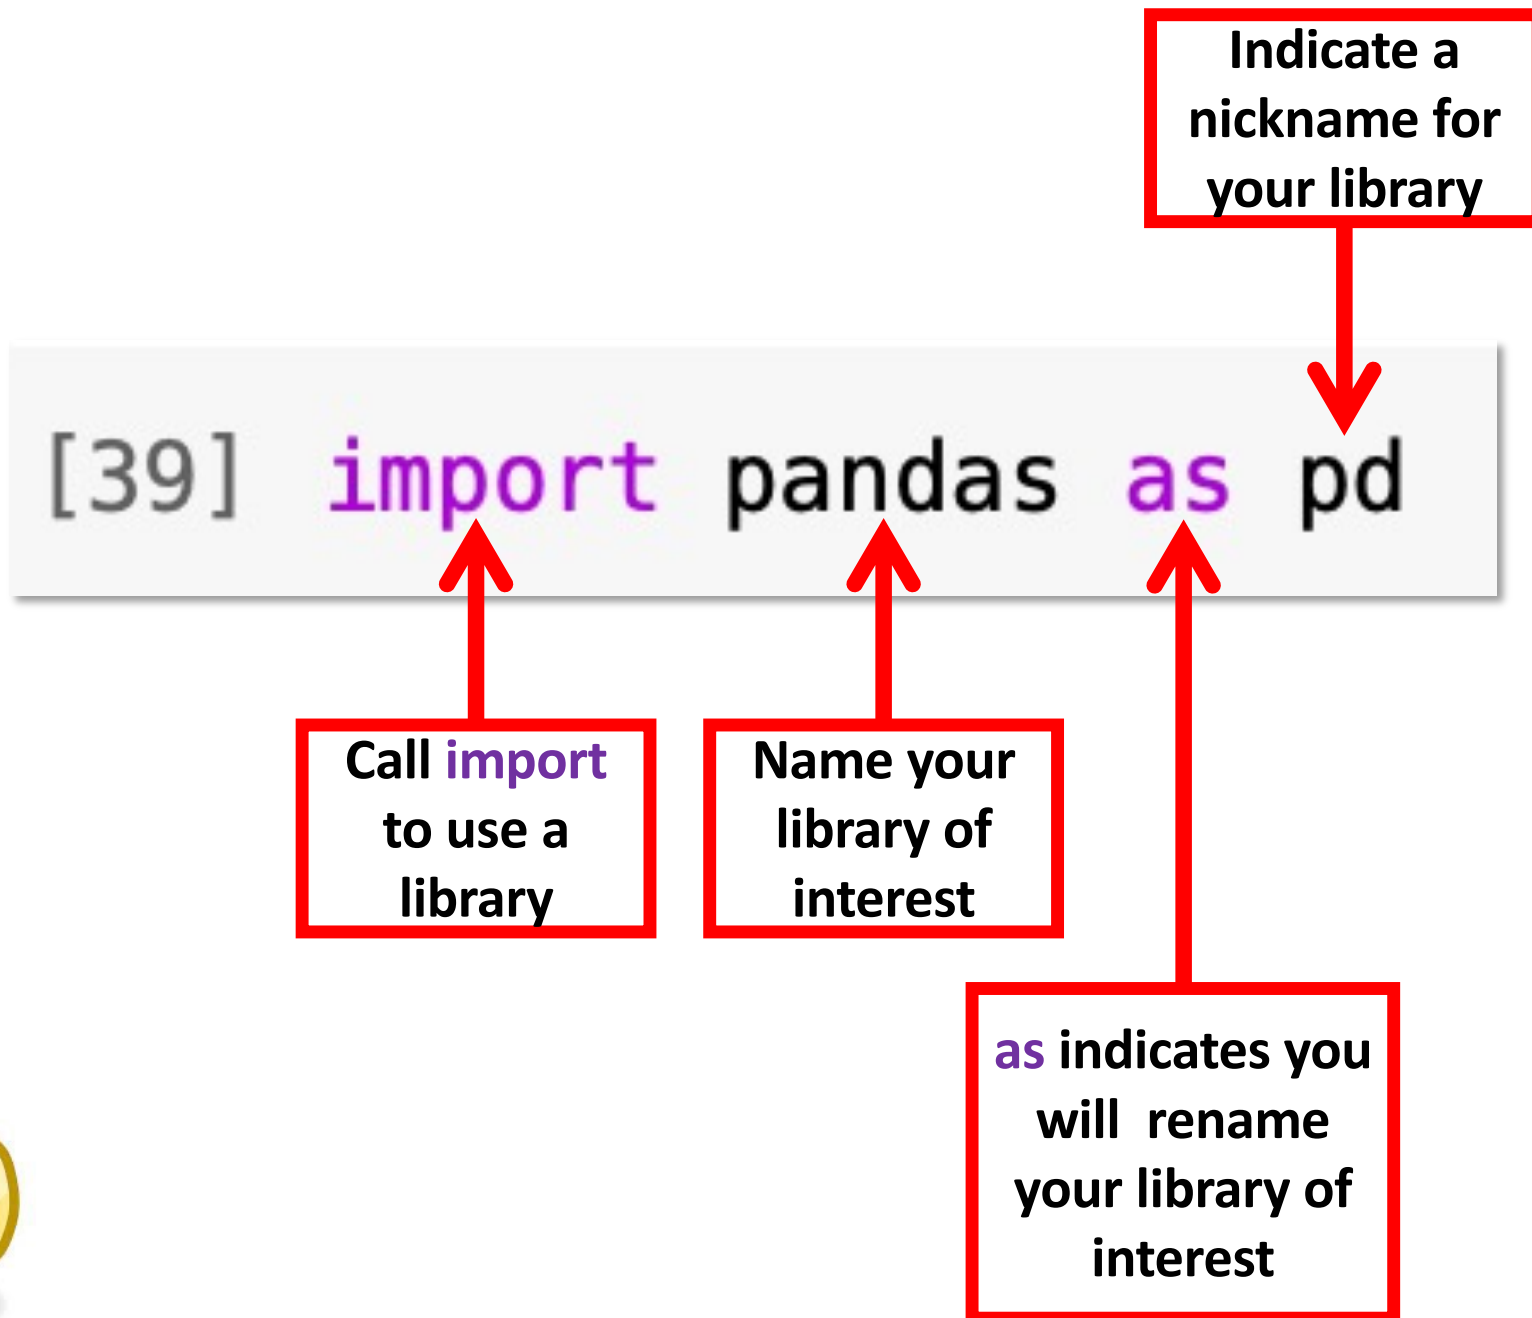 Indicate a
nickname for
your library
[39] import pandas as pd
Call import
to use a
library
Name your
library of
interest
as indicates you
will  rename
your library of
interest